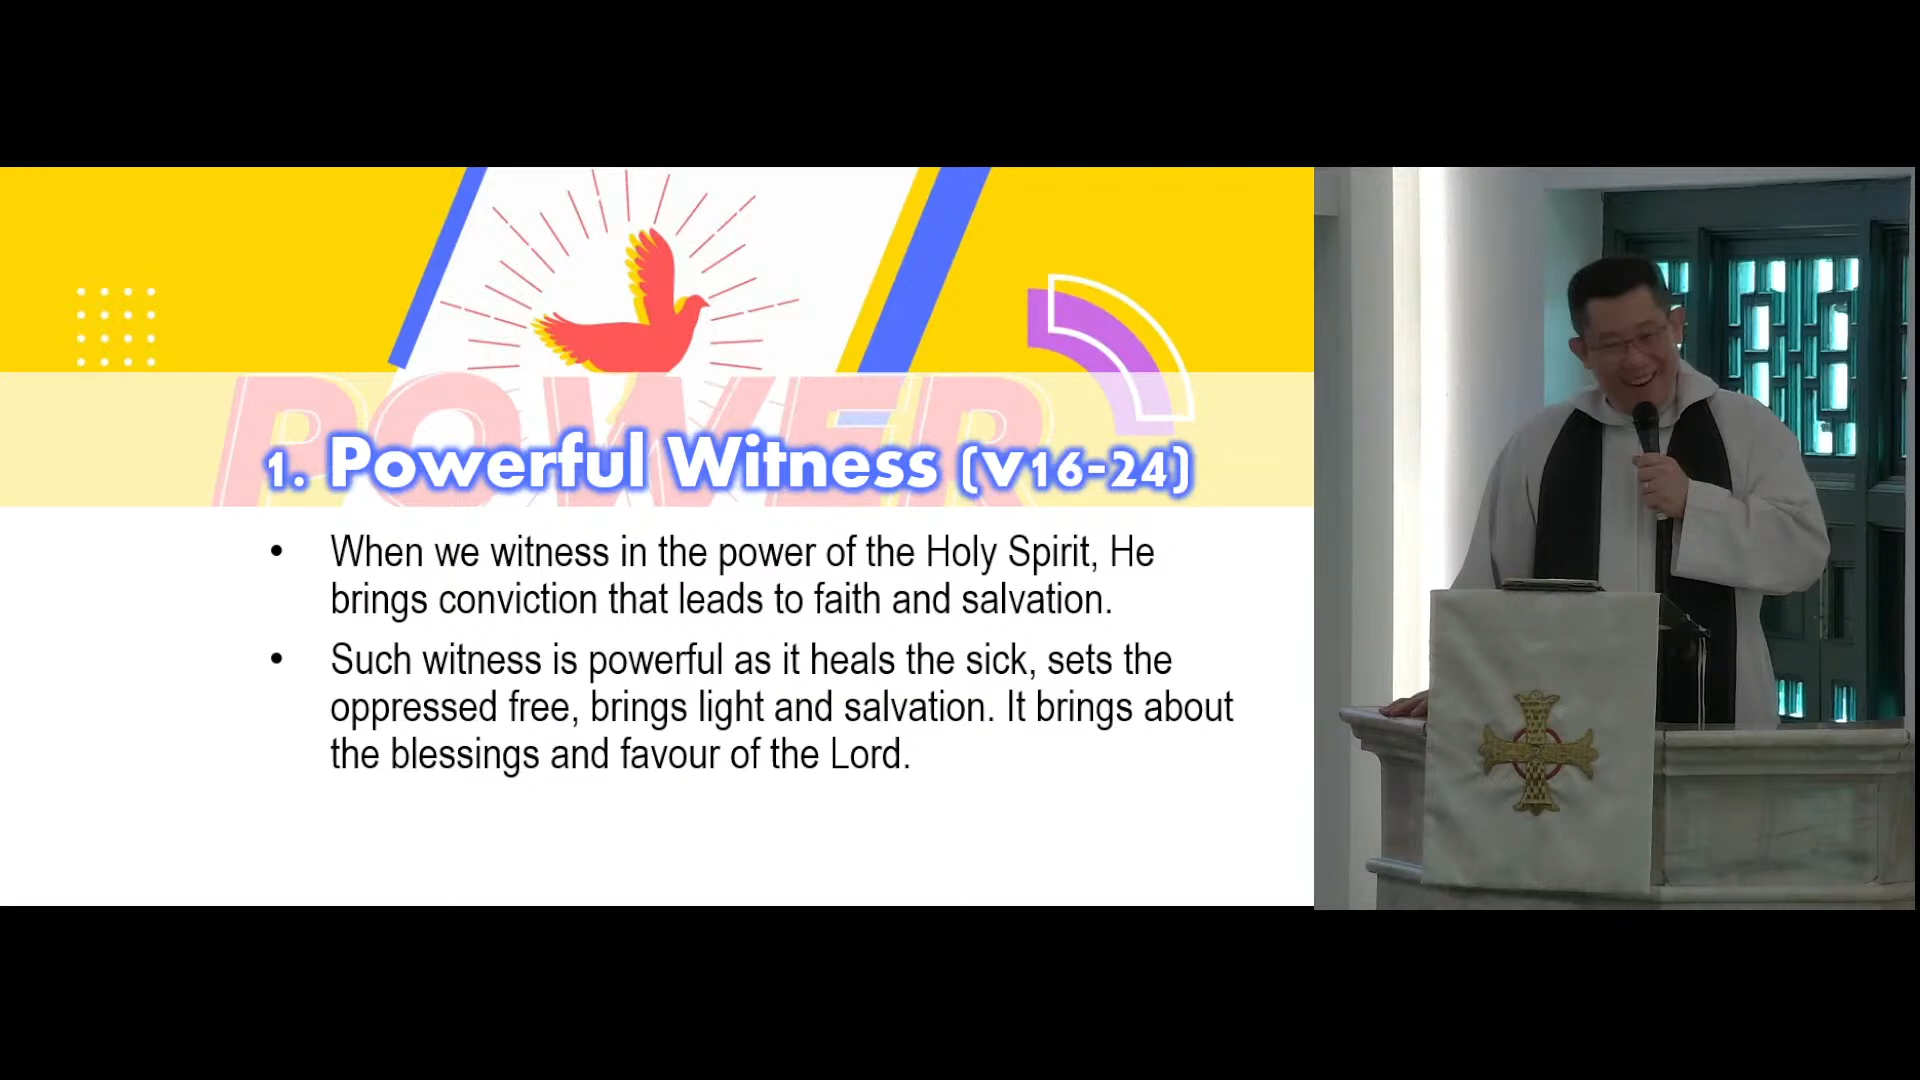 POWER
1. Powerful Witness (v16-24)
• When we witness in the power of the Holy Spirit, He
brings conviction that leads to faith and salvation.
• Such witness is powerful as it heals the sick, sets the
oppressed free, brings light and salvation. It brings about
the blessings and favour of the Lord.